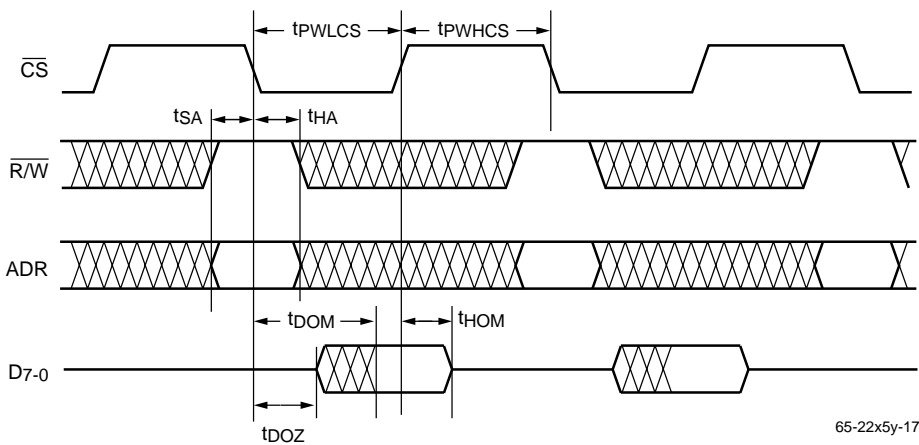 tPWLCS tPWHCS
CS
tSA tHA
R/W
ADR
tDOM tHOM
D7-0
tDOZ
65-22x5y-17